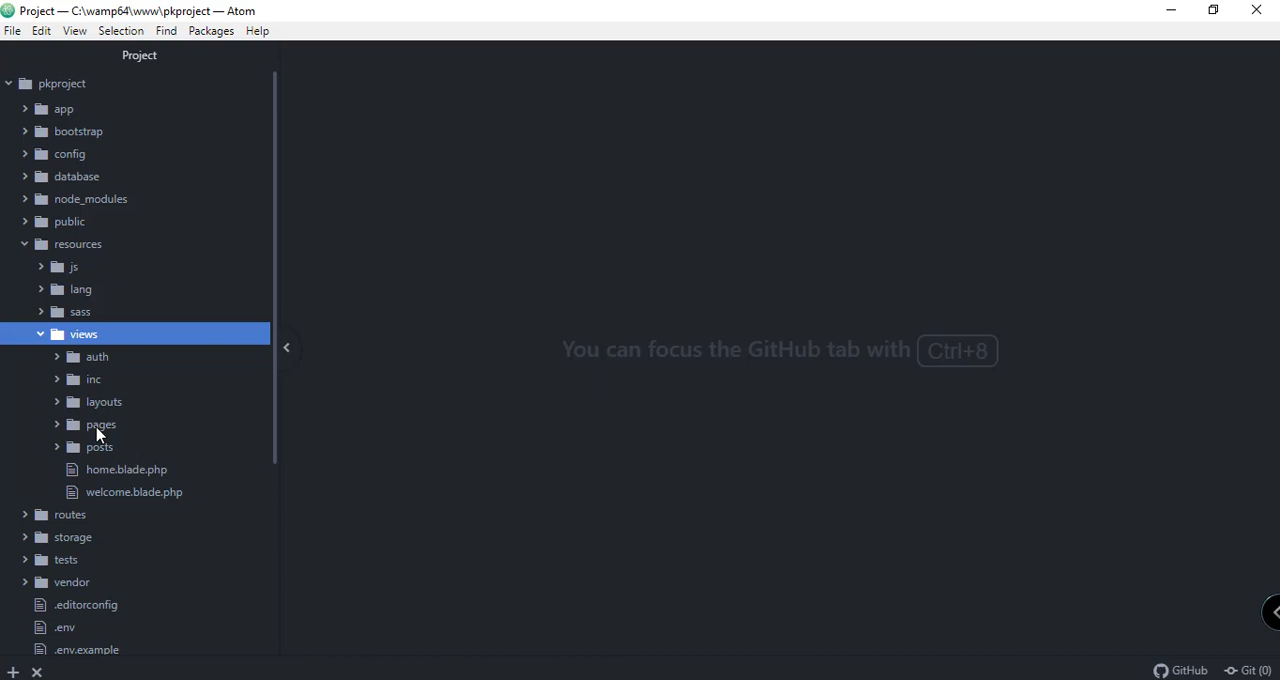 Project — C:\wamp64\www\pkproject — Atom
File Edit View Selection Find Packages Help
Project
pkproject
app
bootstrap
config
database
node_modules
public
resources
js
lang
sass
views
auth
inc
layouts
pages
posts
home.blade.php
welcome.blade.php
routes
storage
tests
vendor
.editorconfig
.env
.env.example
You can focus the GitHub tab with Ctrl+8
GitHub Git (0)